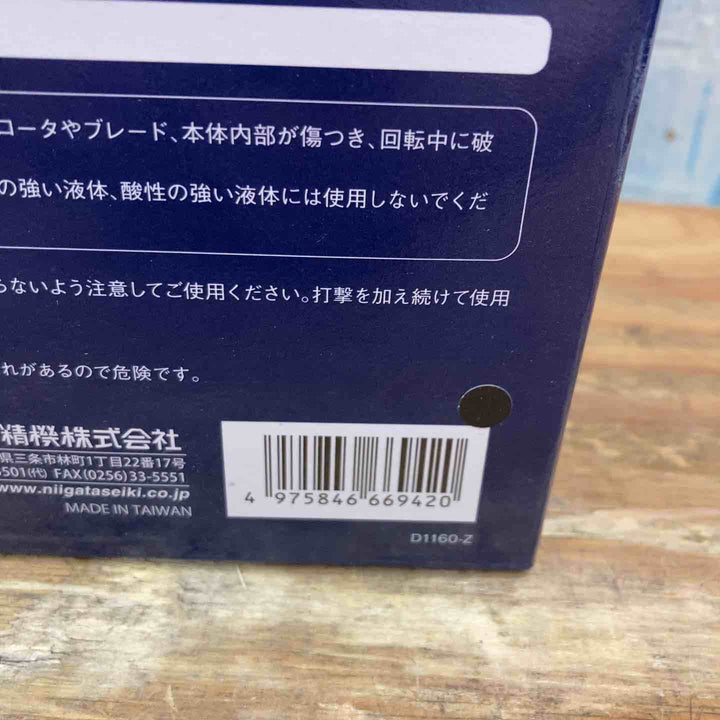 ロータやブレード、本体内部が傷つき、回転中に破
の強い液体、酸性の強い液体には使用しないでくだ
らないよう注意してご使用ください。打撃を加え続けて使用
れがあるので危険です。
精機株式会社
県三条市林町1丁目22番17号
5501(代) FAX(0256)33-5551
www.niigataseiki.co.jp
MADE IN TAIWAN
4 975846 669420
D1160-Z